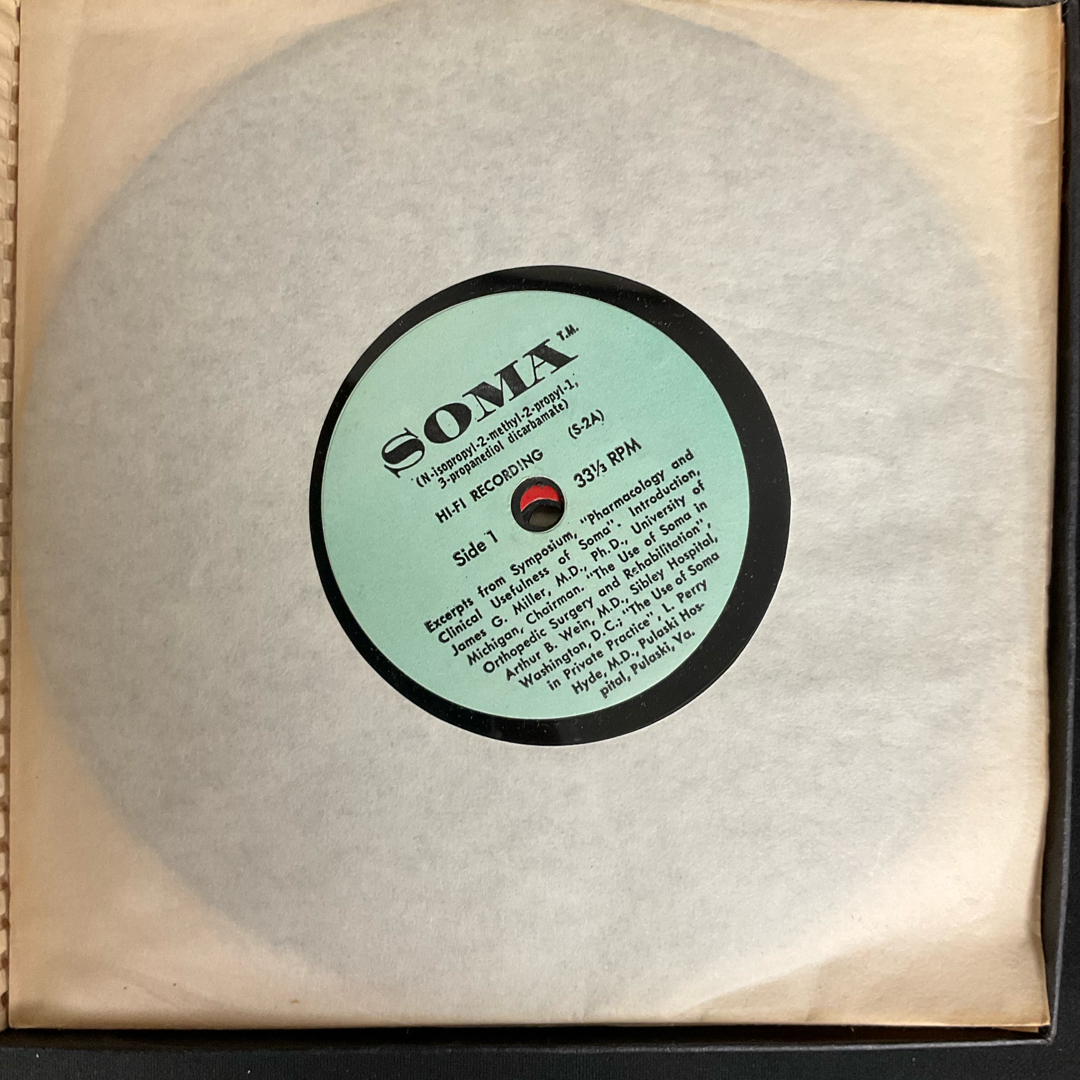 SOMA T.M.
(N-isopropyl-2-methyl-2-propyl-1,
3-propanediol dicarbamate)
HI-FI RECORDING (S-2A)
Side 1 33⅓ RPM
Excerpts from Symposium, "Pharmacology and
Clinical Usefulness of Soma". Introduction,
James G. Miller, M.D., Ph.D., University of
Michigan, Chairman. "The Use of Soma in
Orthopedic Surgery and Rehabilitation",
Arthur B. Wein, M.D., Sibley Hospital,
Washington, D.C.; "The Use of Soma
in Private Practice", L. Perry
Hyde, M.D., Pulaski Hos-
pital, Pulaski, Va.